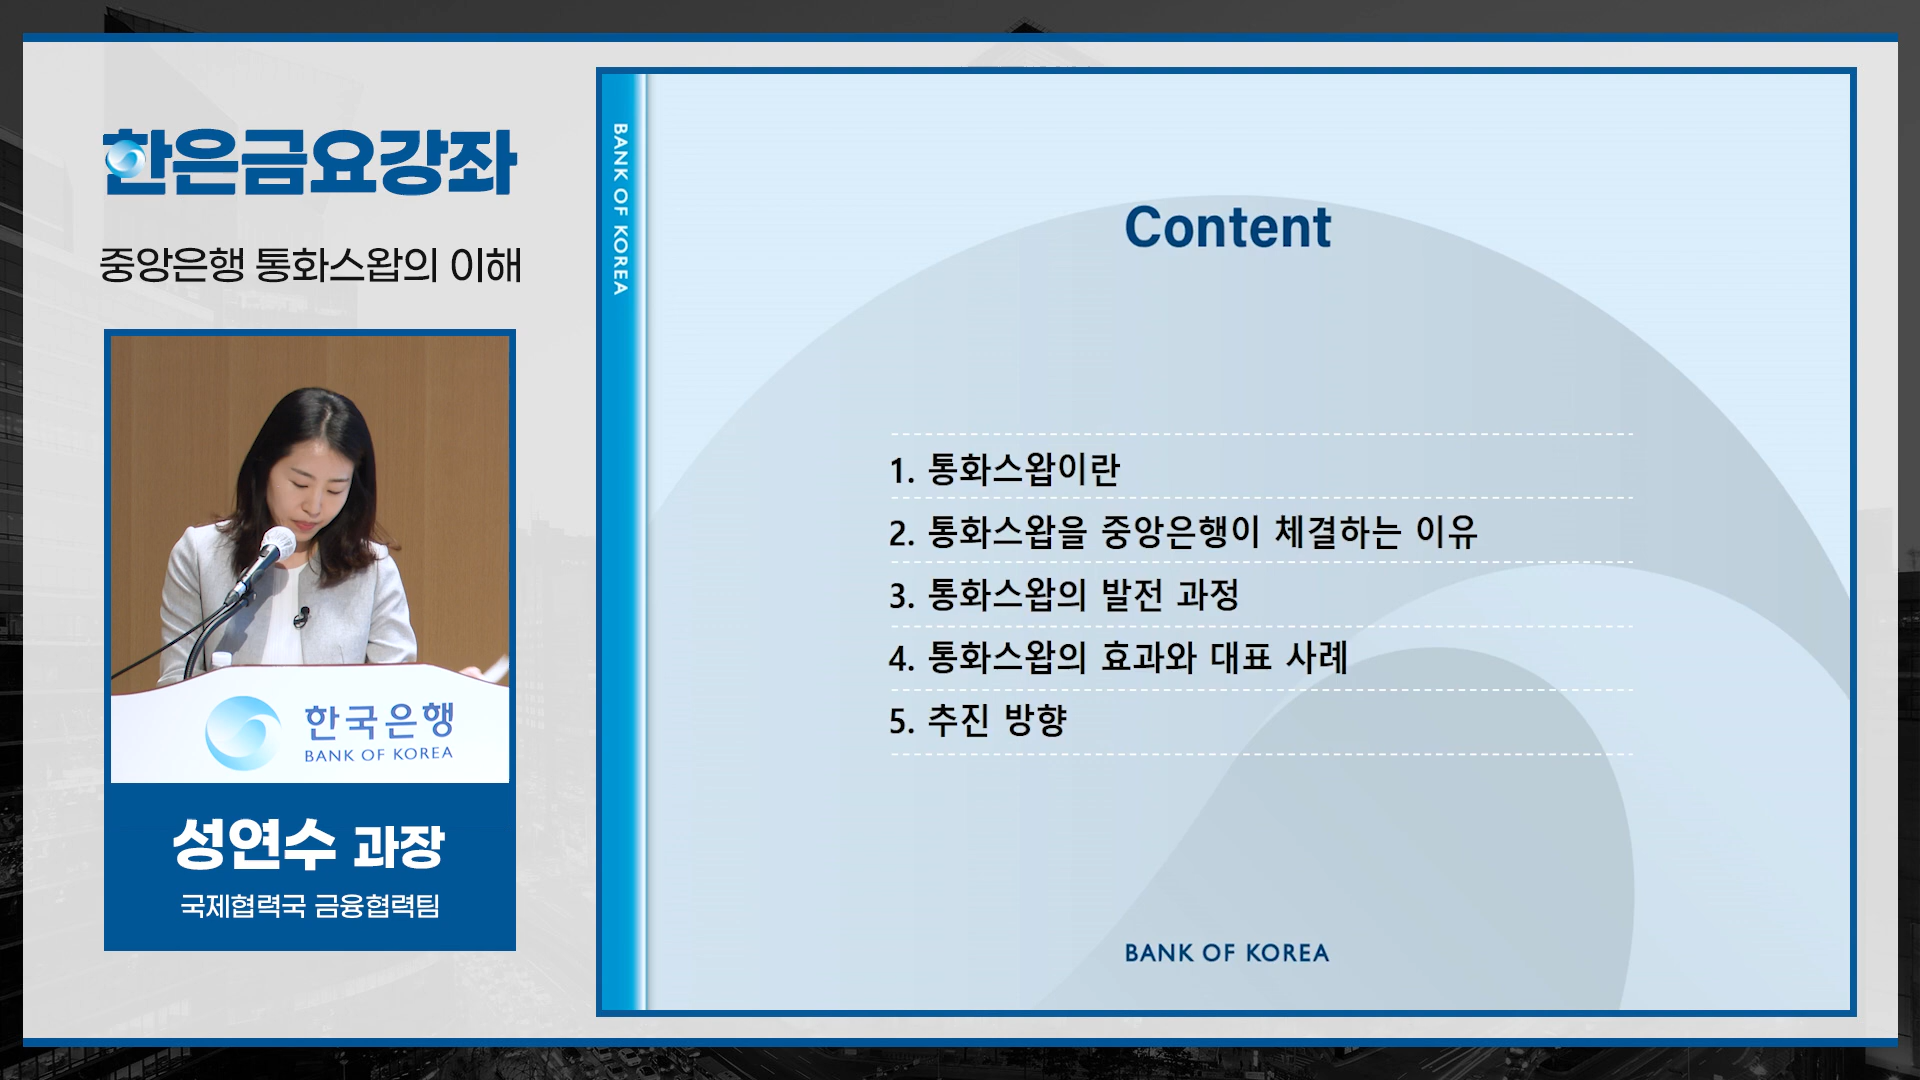 한은금요강좌
중앙은행 통화스왑의 이해
한국은행
BANK OF KOREA
성연수 과장
국제협력국 금융협력팀
BANK OF KOREA
Content
1. 통화스왑이란
2. 통화스왑을 중앙은행이 체결하는 이유
3. 통화스왑의 발전 과정
4. 통화스왑의 효과와 대표 사례
5. 추진 방향
BANK OF KOREA